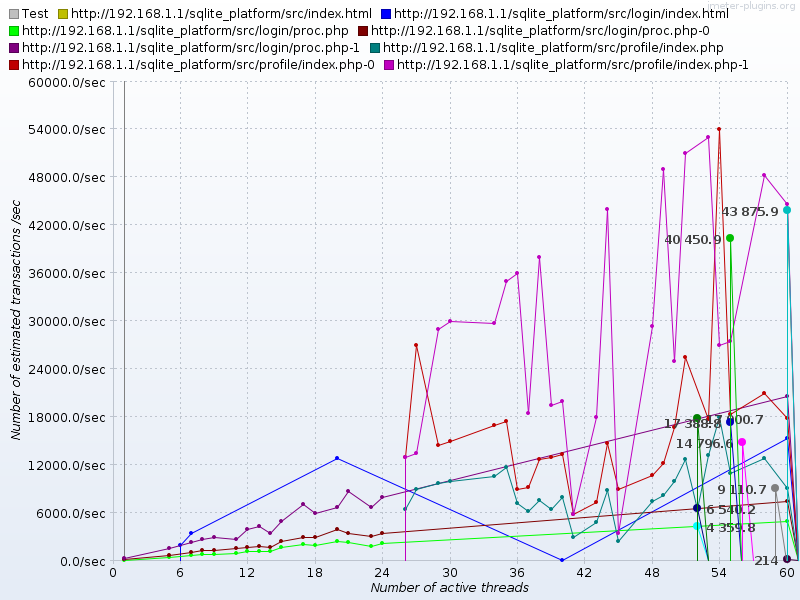 jmeter-plugins.org
Test http://192.168.1.1/sqlite_platform/src/index.html http://192.168.1.1/sqlite_platform/src/login/index.html
http://192.168.1.1/sqlite_platform/src/login/proc.php http://192.168.1.1/sqlite_platform/src/login/proc.php-0
http://192.168.1.1/sqlite_platform/src/login/proc.php-1 http://192.168.1.1/sqlite_platform/src/profile/index.php
http://192.168.1.1/sqlite_platform/src/profile/index.php-0 http://192.168.1.1/sqlite_platform/src/profile/index.php-1
60000.0/sec
54000.0/sec
48000.0/sec
42000.0/sec
36000.0/sec
30000.0/sec
24000.0/sec
18000.0/sec
12000.0/sec
6000.0/sec
0.0/sec
Number of estimated transactions /sec
43 875.9
40 450.9
17 388.8
14 796.6
9 110.7
6 540.2
4 359.8
214
0 6 12 18 24 30 36 42 48 54 60
Number of active threads